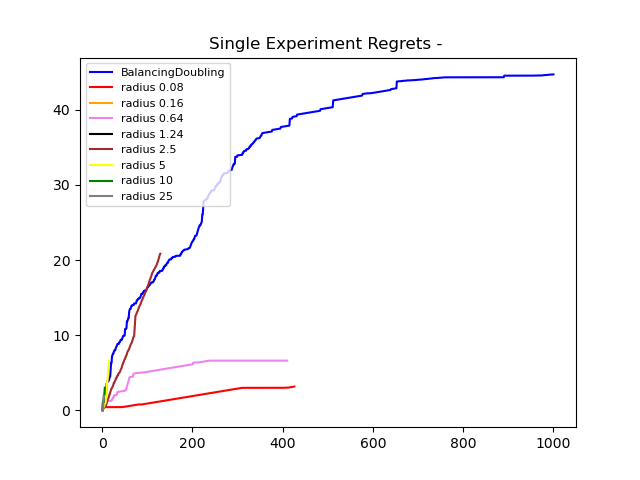 Single Experiment Regrets -
BalancingDoubling
radius 0.08
radius 0.16
radius 0.64
radius 1.24
radius 2.5
radius 5
radius 10
radius 25
40
30
20
10
0
0 200 400 600 800 1000